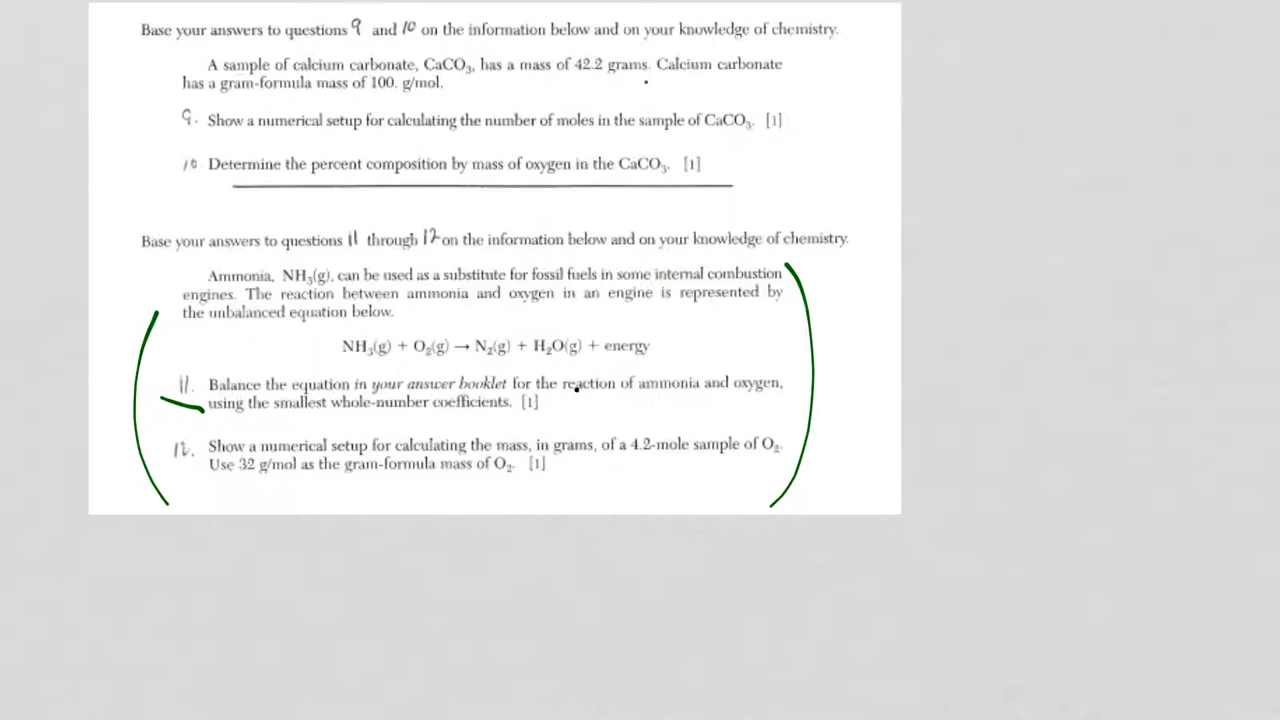 Base your answers to questions 9 and 10 on the information below and on your knowledge of chemistry.
A sample of calcium carbonate, CaCO₃, has a mass of 42.2 grams. Calcium carbonate
has a gram-formula mass of 100. g/mol.
9. Show a numerical setup for calculating the number of moles in the sample of CaCO₃. [1]
10 Determine the percent composition by mass of oxygen in the CaCO₃. [1]
Base your answers to questions 11 through 12 on the information below and on your knowledge of chemistry.
Ammonia, NH₃(g), can be used as a substitute for fossil fuels in some internal combustion
engines. The reaction between ammonia and oxygen in an engine is represented by
the unbalanced equation below.
NH₃(g) + O₂(g) → N₂(g) + H₂O(g) + energy
11. Balance the equation in your answer booklet for the reaction of ammonia and oxygen,
using the smallest whole-number coefficients. [1]
12. Show a numerical setup for calculating the mass, in grams, of a 4.2-mole sample of O₂.
Use 32 g/mol as the gram-formula mass of O₂. [1]